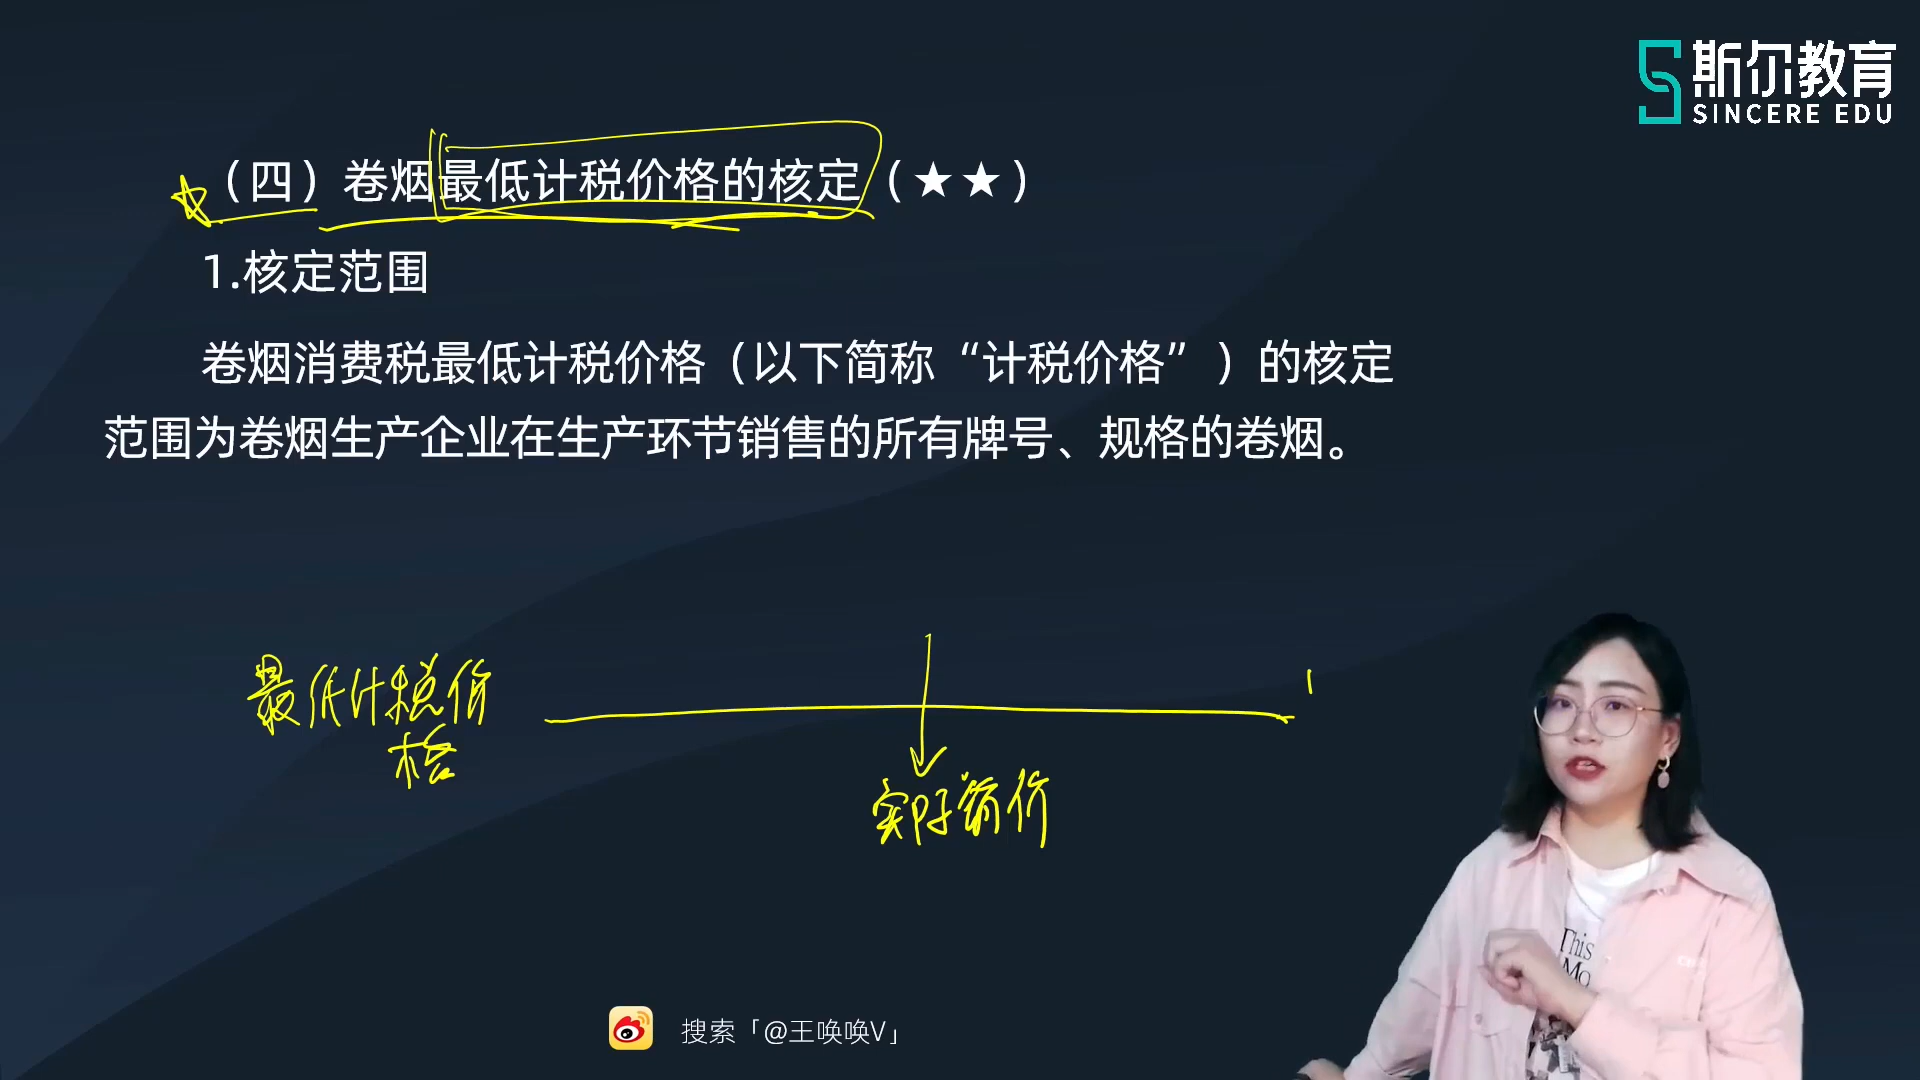 斯尔教育
SINCERE EDU
（四）卷烟最低计税价格的核定（★★）
1.核定范围
卷烟消费税最低计税价格（以下简称“计税价格”）的核定
范围为卷烟生产企业在生产环节销售的所有牌号、规格的卷烟。
最低计税价
格
实际销价
This
Mo
搜索「@王唤唤V」